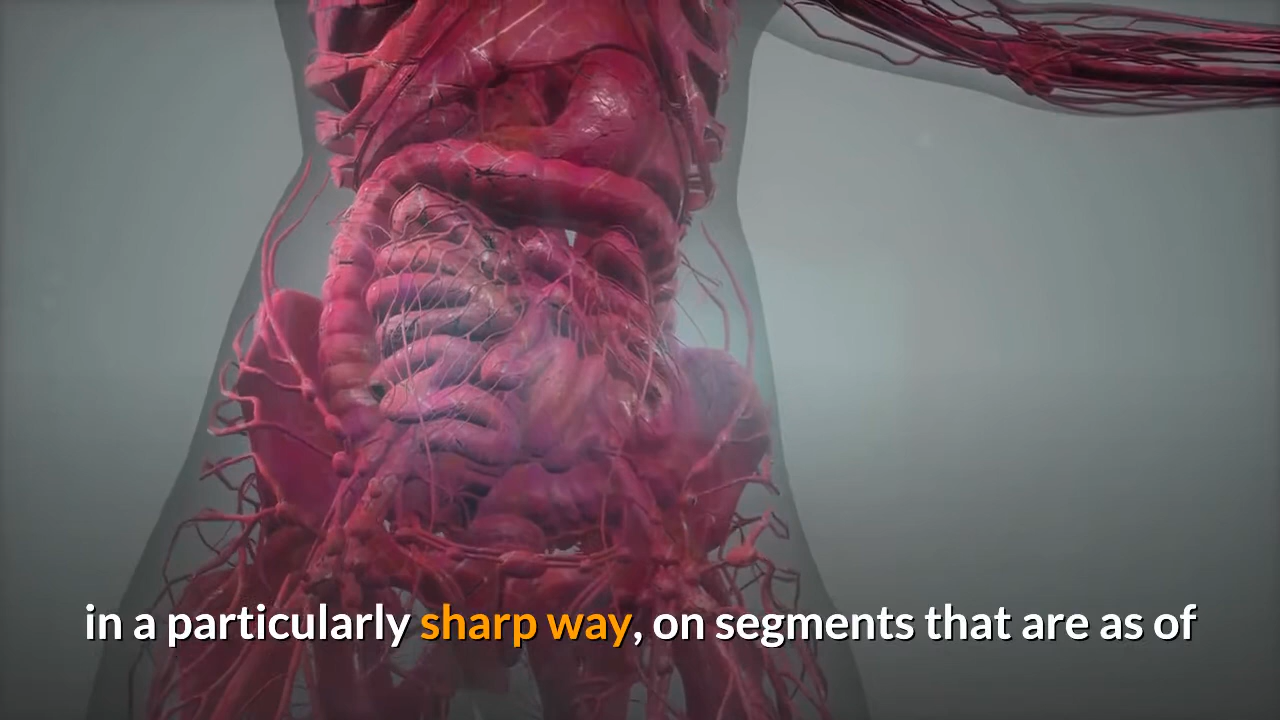 in a particularly sharp way, on segments that are as of